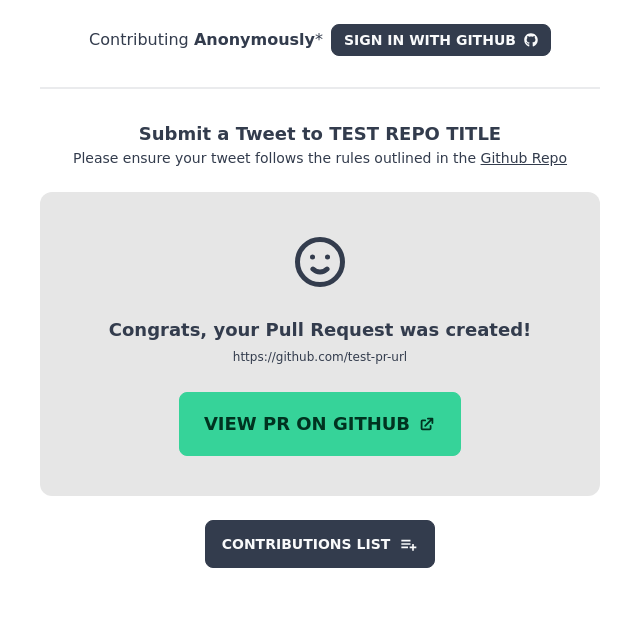 Contributing Anonymously* SIGN IN WITH GITHUB
Submit a Tweet to TEST REPO TITLE
Please ensure your tweet follows the rules outlined in the Github Repo
Congrats, your Pull Request was created!
https://github.com/test-pr-url
VIEW PR ON GITHUB
CONTRIBUTIONS LIST